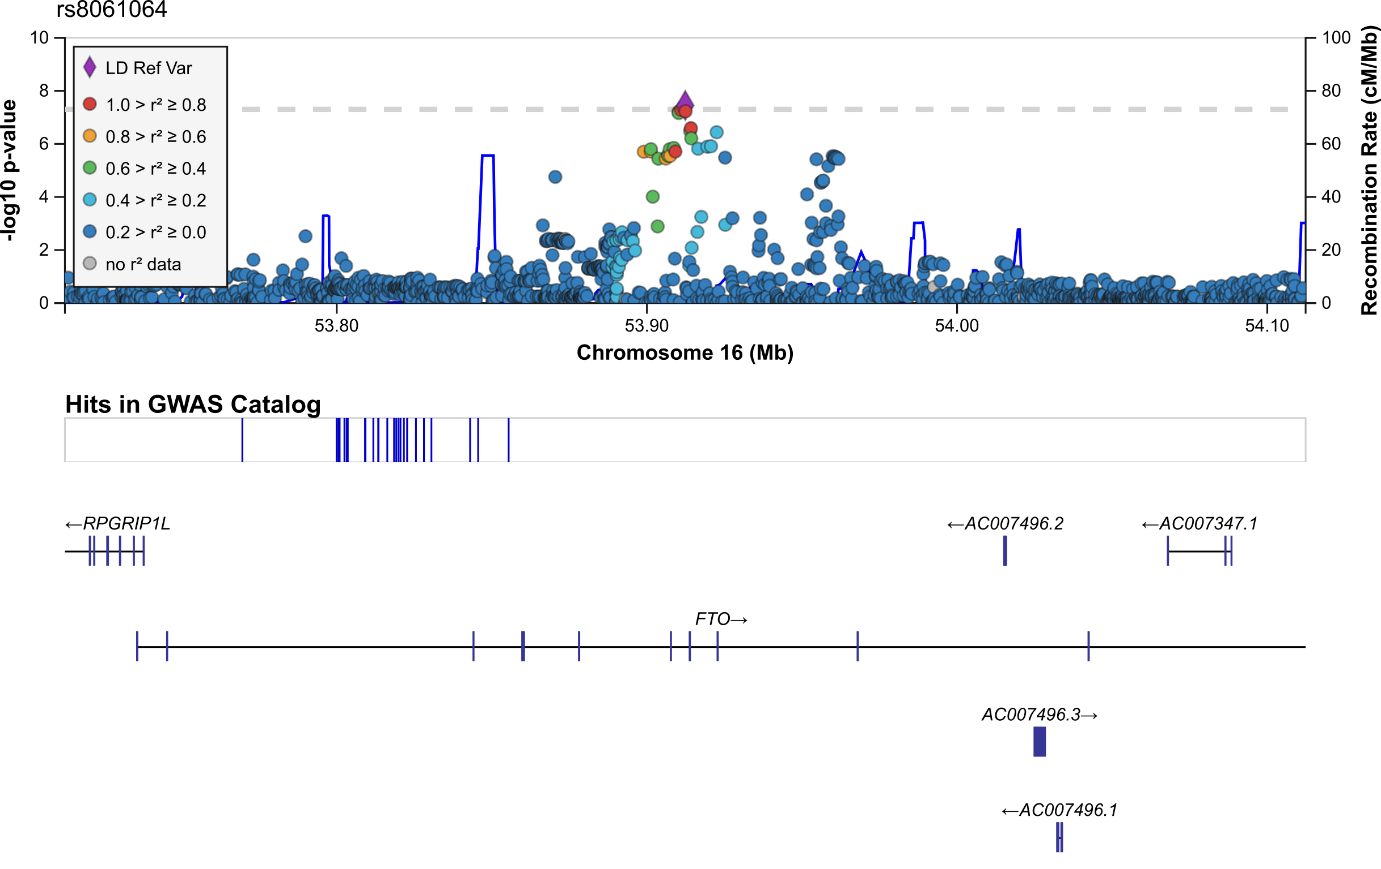 rs8061064
10
8
6
4
2
0
-log10 p-value
LD Ref Var
1.0 > r² ≥ 0.8
0.8 > r² ≥ 0.6
0.6 > r² ≥ 0.4
0.4 > r² ≥ 0.2
0.2 > r² ≥ 0.0
no r² data
100
80
60
40
20
0
Recombination Rate (cM/Mb)
53.80
53.90
54.00
54.10
Chromosome 16 (Mb)
Hits in GWAS Catalog
←RPGRIP1L
←AC007496.2
←AC007347.1
FTO→
AC007496.3→
←AC007496.1